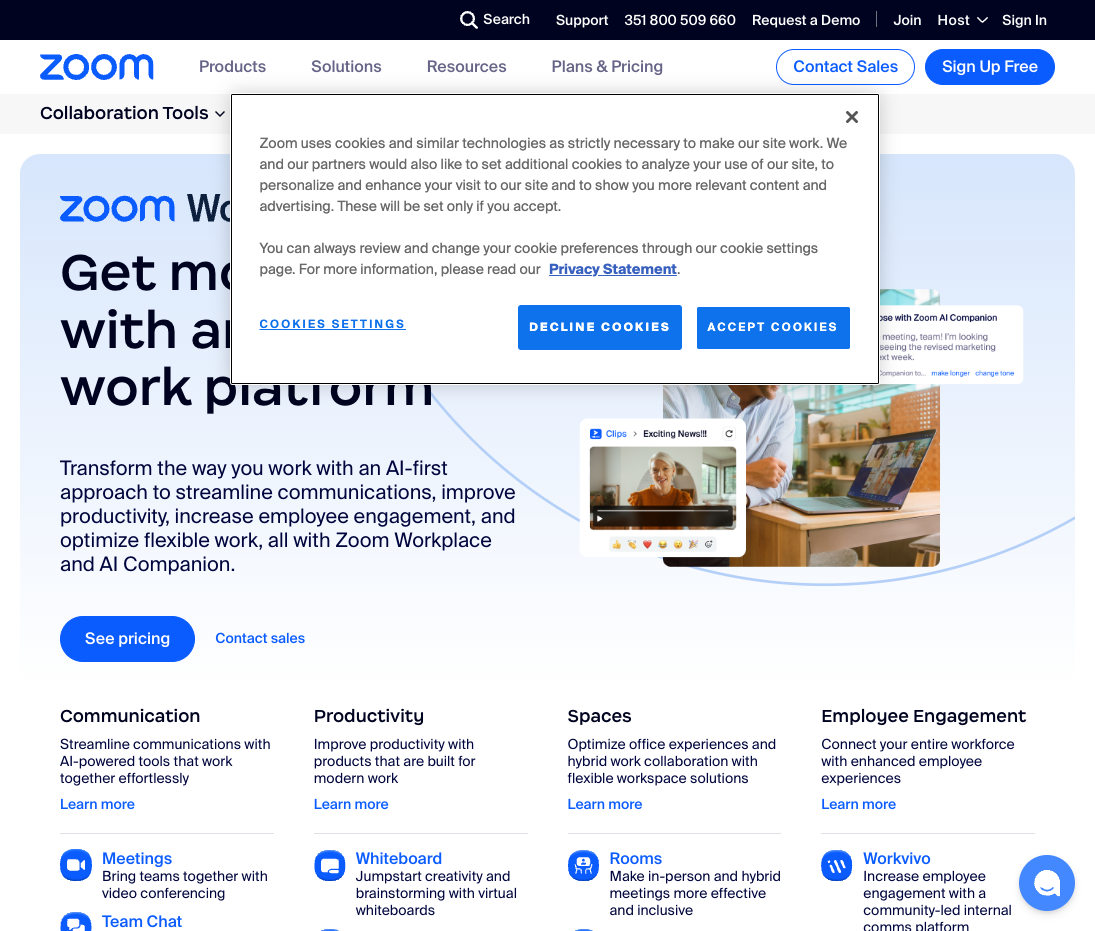 Search Support 351 800 509 660 Request a Demo Join Host Sign In
zoom Products Solutions Resources Plans & Pricing Contact Sales Sign Up Free
Collaboration Tools
Zoom uses cookies and similar technologies as strictly necessary to make our site work. We
and our partners would also like to set additional cookies to analyze your use of our site, to
personalize and enhance your visit to our site and to show you more relevant content and
advertising. These will be set only if you accept.
You can always review and change your cookie preferences through our cookie settings
page. For more information, please read our Privacy Statement.
COOKIES SETTINGS DECLINE COOKIES ACCEPT COOKIES
zoom Wo
Get mo
with a
work platform
with Zoom AI Companion
meeting, team! I'm looking
seeing the revised marketing
week.
Companion to... make longer change tone
Clips > Exciting News!!!
Transform the way you work with an AI-first
approach to streamline communications, improve
productivity, increase employee engagement, and
optimize flexible work, all with Zoom Workplace
and AI Companion.
See pricing Contact sales
Communication
Streamline communications with
AI-powered tools that work
together effortlessly
Learn more
Meetings
Bring teams together with
video conferencing
Team Chat
Productivity
Improve productivity with
products that are built for
modern work
Learn more
Whiteboard
Jumpstart creativity and
brainstorming with virtual
whiteboards
Spaces
Optimize office experiences and
hybrid work collaboration with
flexible workspace solutions
Learn more
Rooms
Make in-person and hybrid
meetings more effective
and inclusive
Employee Engagement
Connect your entire workforce
with enhanced employee
experiences
Learn more
Workvivo
Increase employee
engagement with a
community-led internal
comms platform